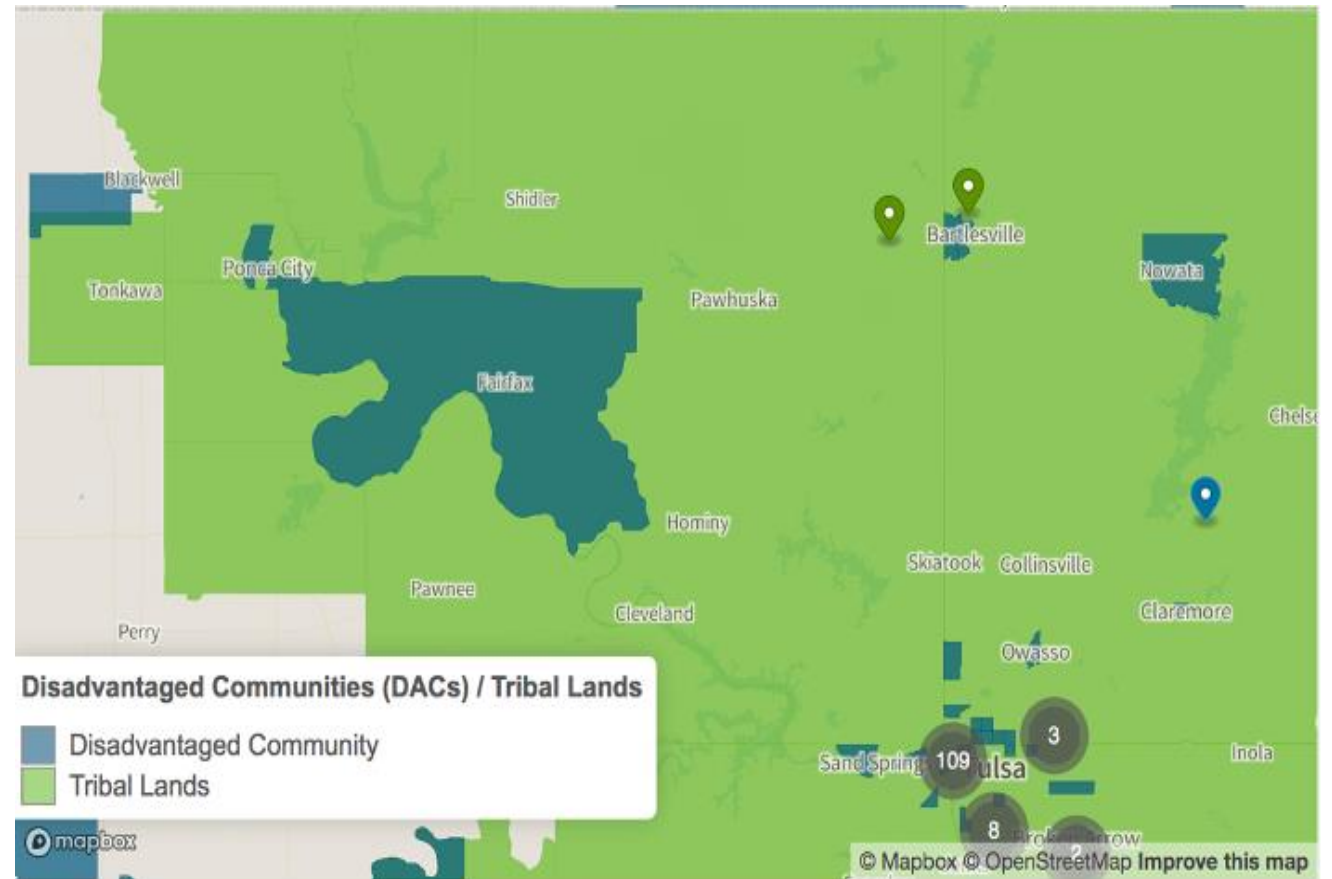 Blackwell
Shidler
Bartlesville
Ponca City
Nowata
Tonkawa
Pawhuska
Fairfax
Hominy
Skiatook
Collinsville
Pawnee
Claremore
Cleveland
Perry
Owasso
Disadvantaged Communities (DACs) / Tribal Lands
Disadvantaged Community
Tribal Lands
3
Inola
109
8
2
mapbox
© Mapbox © OpenStreetMap Improve this map